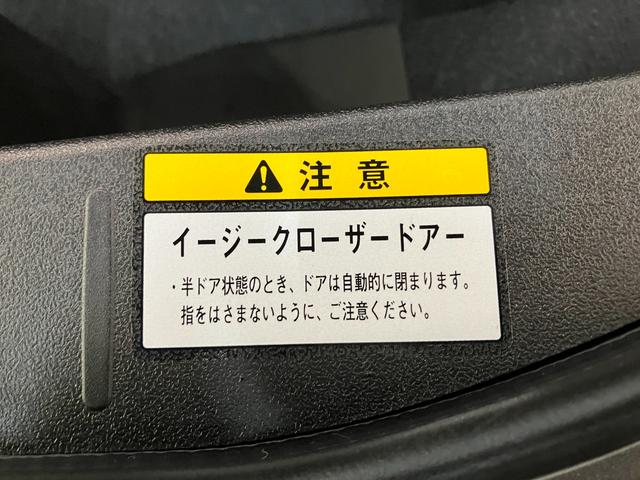 注意
イージークローザードアー
・半ドア状態のとき、ドアは自動的に閉まります。
指をはさまないように、ご注意ください。